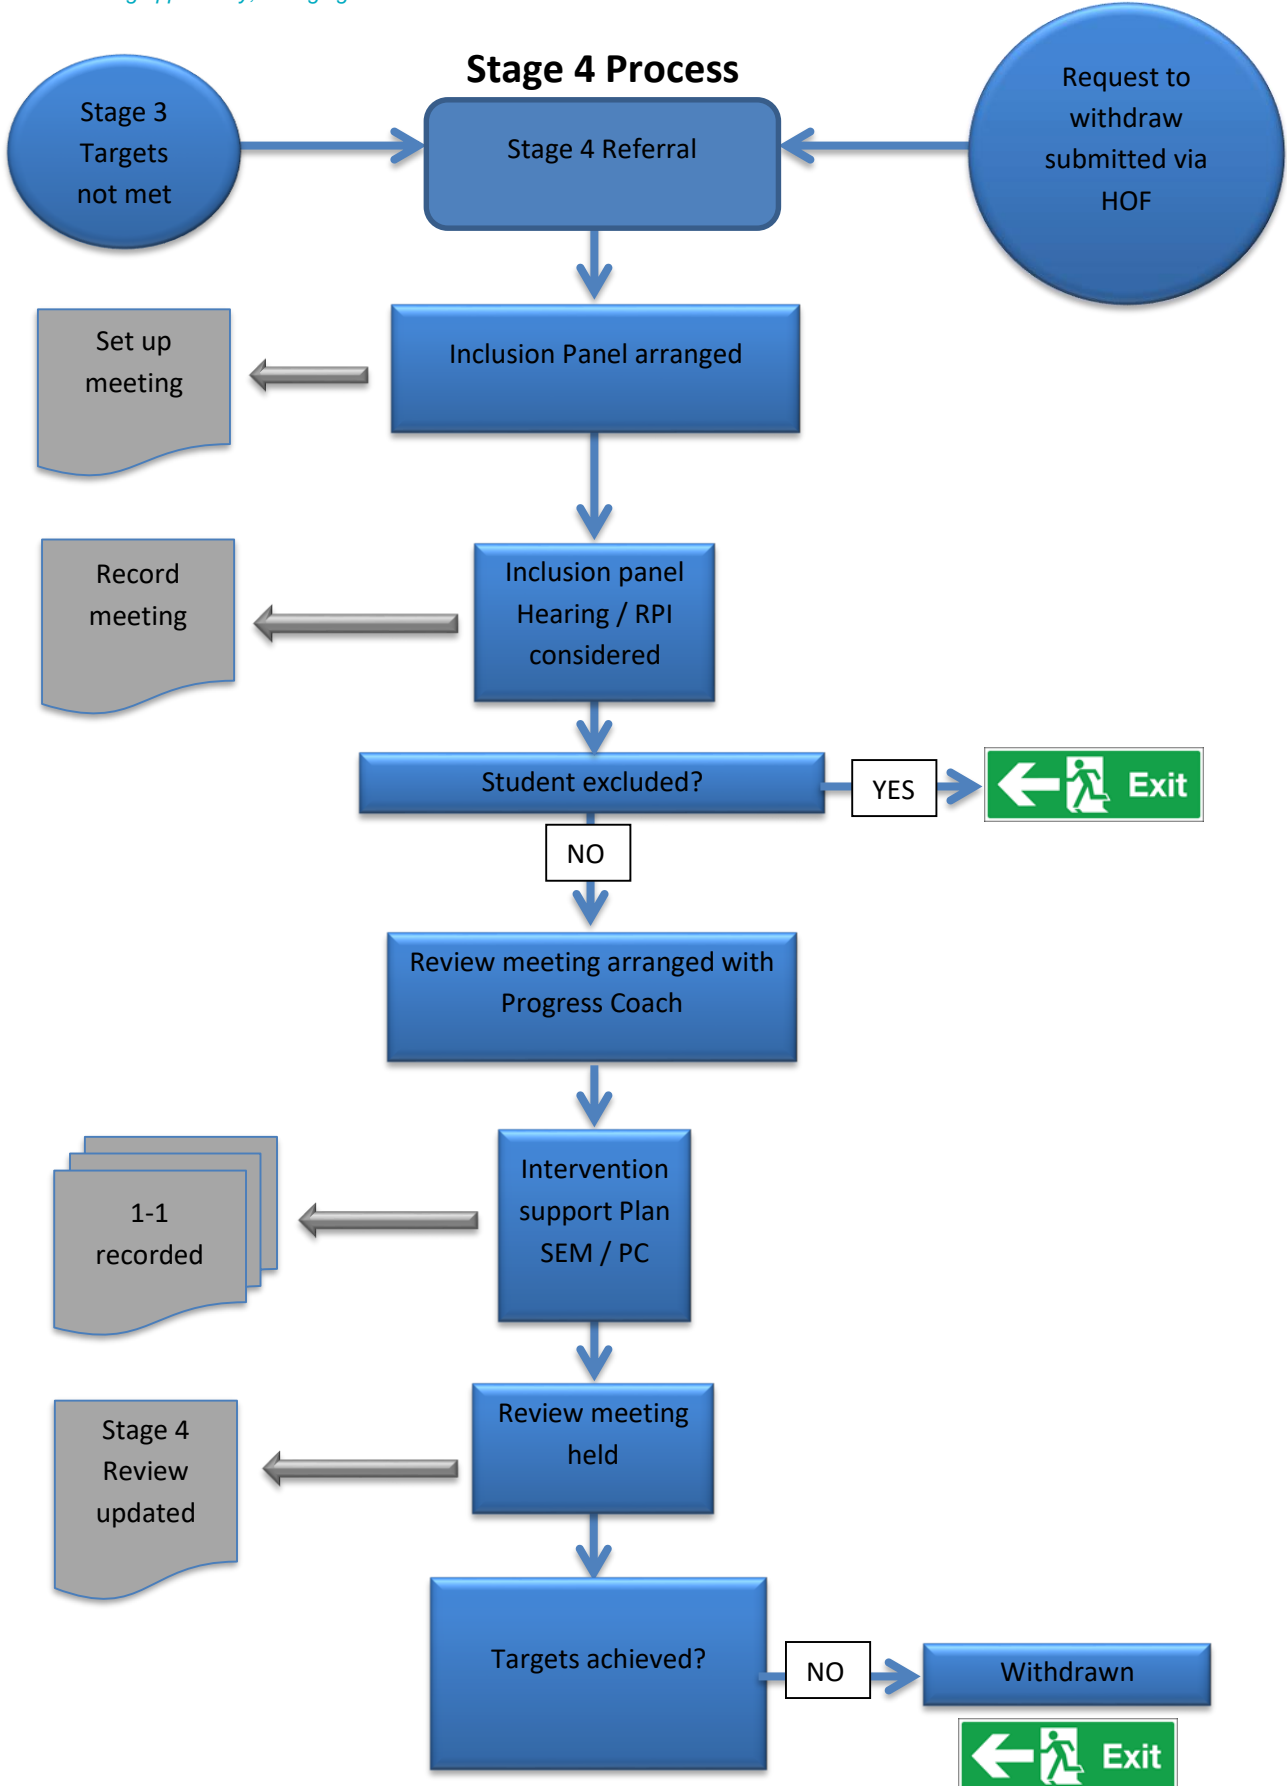 Stage 4 Process
Stage 3
Targets
not met
Stage 4 Referral
Request to
withdraw
submitted via
HOF
Set up
meeting
Inclusion Panel arranged
Record
meeting
Inclusion panel
Hearing / RPI
considered
Student excluded?
YES
Exit
NO
Review meeting arranged with
Progress Coach
1-1
recorded
Intervention
support Plan
SEM / PC
Stage 4
Review
updated
Review meeting
held
Targets achieved?
NO
Withdrawn
Exit